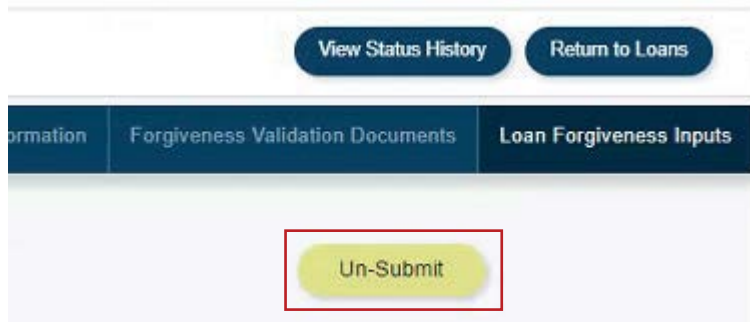 View Status History Return to Loans
Forgiveness Validation Documents Loan Forgiveness Inputs
Un-Submit